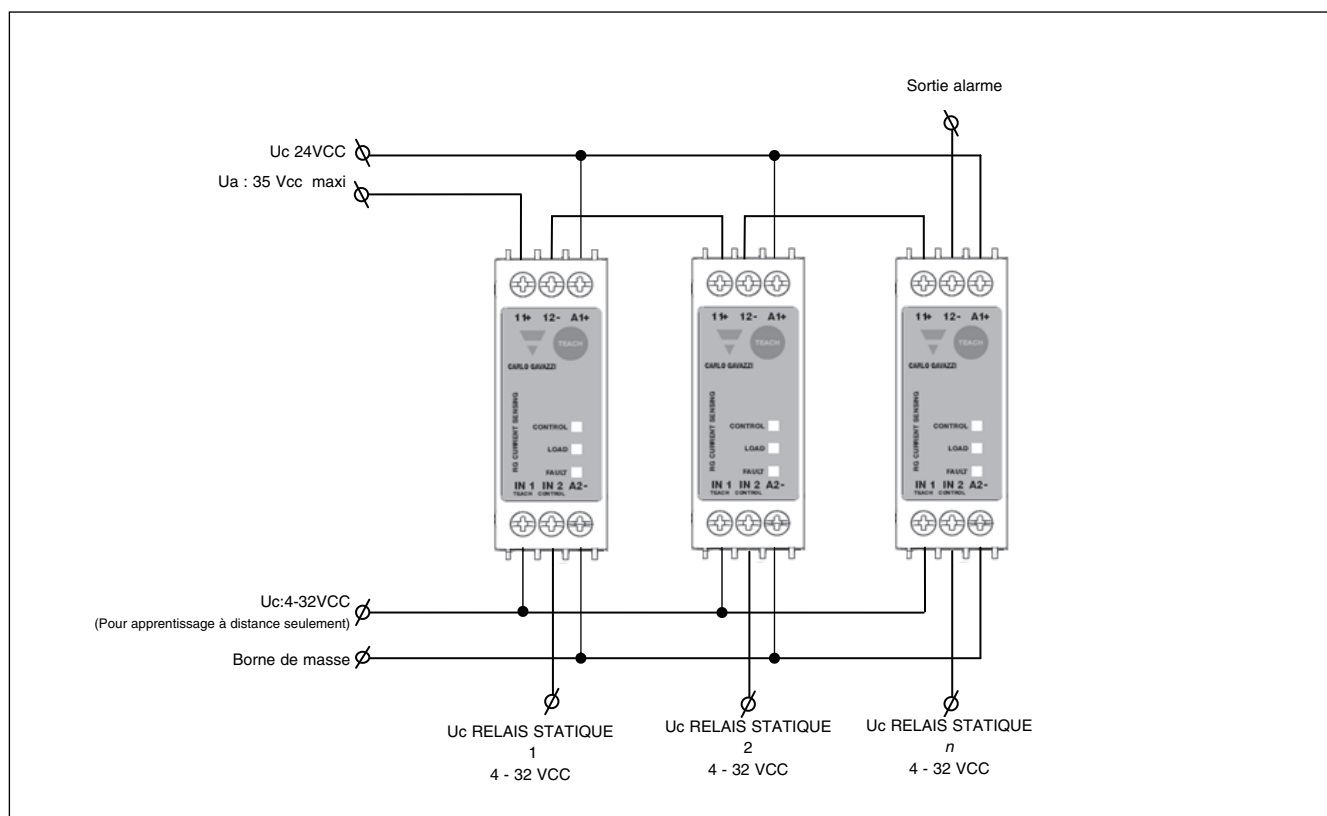 Sortie alarme
Uc 24VCC
Ua : 35 Vcc maxi
11+ 12- A1+
TEACH
CARLO GAVAZZI
RG CURRENT SENSING
CONTROL
LOAD
FAULT
IN 1 IN 2 A2-
TEACH CONTROL
11+ 12- A1+
TEACH
CARLO GAVAZZI
RG CURRENT SENSING
CONTROL
LOAD
FAULT
IN 1 IN 2 A2-
TEACH CONTROL
11+ 12- A1+
TEACH
CARLO GAVAZZI
RG CURRENT SENSING
CONTROL
LOAD
FAULT
IN 1 IN 2 A2-
TEACH CONTROL
Uc:4-32VCC
(Pour apprentissage à distance seulement)
Borne de masse
Uc RELAIS STATIQUE
1
4 - 32 VCC
Uc RELAIS STATIQUE
2
4 - 32 VCC
Uc RELAIS STATIQUE
n
4 - 32 VCC